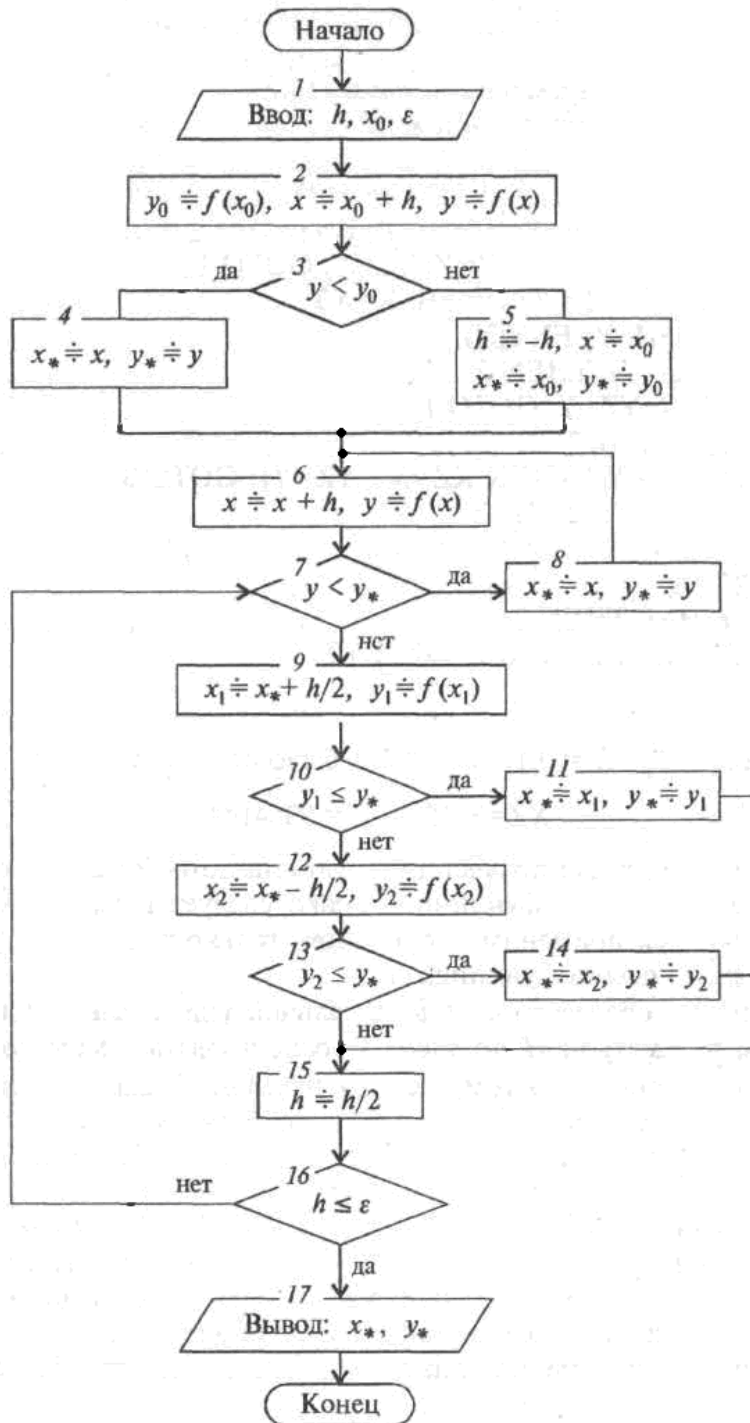 Начало
1
Ввод: h, x₀, ε
2
y₀ ≑ f(x₀), x ≑ x₀ + h, y ≑ f(x)
3
да
нет
y < y₀
4
x* ≑ x, y* ≑ y
5
h ≑ –h, x ≑ x₀
x* ≑ x₀, y* ≑ y₀
6
x ≑ x + h, y ≑ f(x)
7
y < y*
да
8
x* ≑ x, y* ≑ y
нет
9
x₁ ≑ x* + h/2, y₁ ≑ f(x₁)
10
y₁ ≤ y*
да
11
x* ≑ x₁, y* ≑ y₁
нет
12
x₂ ≑ x* – h/2, y₂ ≑ f(x₂)
13
y₂ ≤ y*
да
14
x* ≑ x₂, y* ≑ y₂
нет
15
h ≑ h/2
16
нет
h ≤ ε
да
17
Вывод: x*, y*
Конец